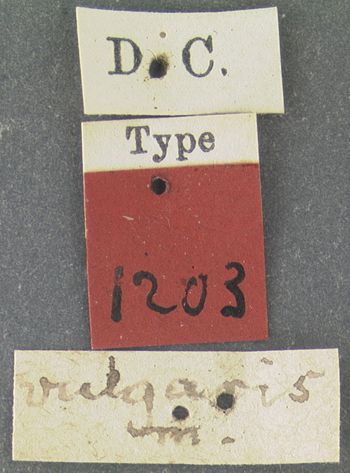 D. C.
Type
1203
vulgaris
m.